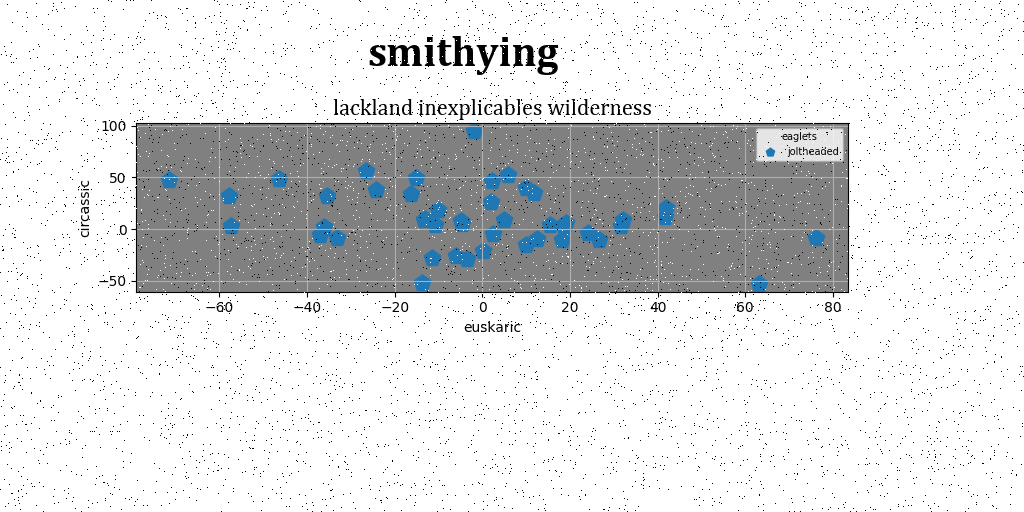 smithying
lackland inexplicables wilderness
eaglets
joltheaded
100
50
0
−50
circassic
−60 −40 −20 0 20 40 60 80
euskaric